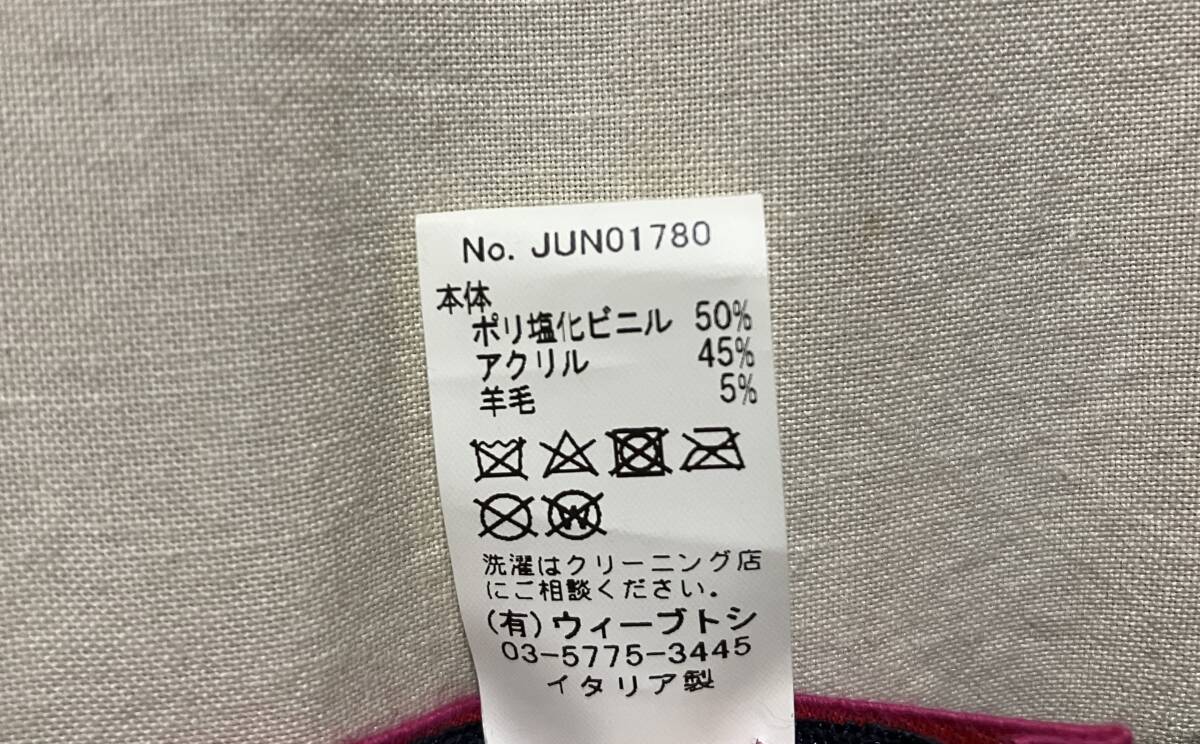 No. JUN01780
本体
ポリ塩化ビニル 50%
アクリル 45%
羊毛 5%
W
洗濯はクリーニング店
にご相談ください。
(有)ウィーブトシ
03-5775-3445
イタリア製